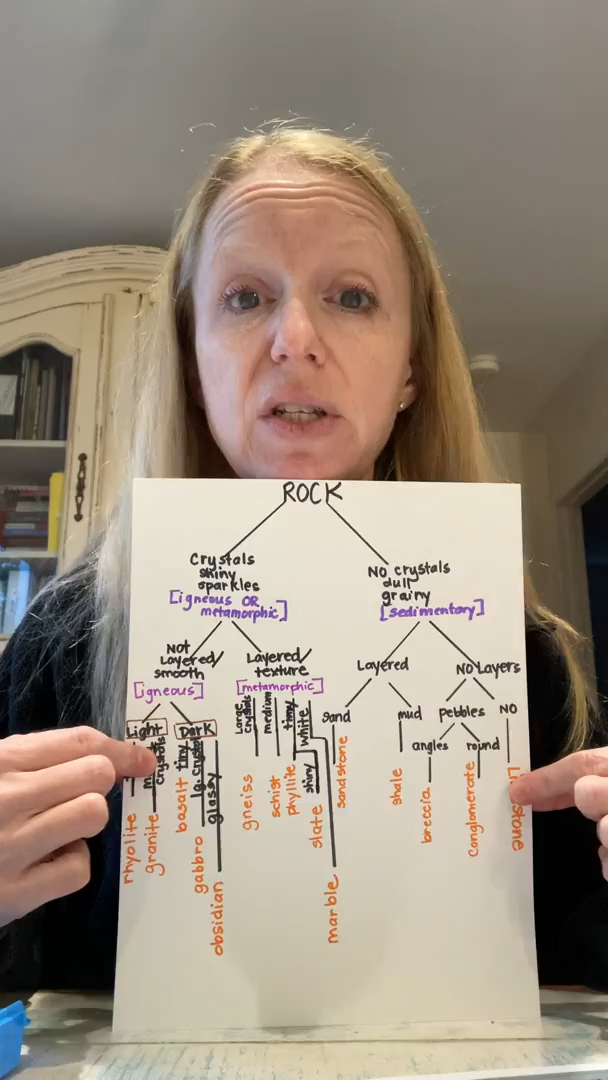 ROCK
Crystals
shiny
sparkles
[igneous OR
metamorphic]
NO crystals
dull
grainy
[sedimentary]
Not
Layered/
smooth
[igneous]
Layered/
texture
[metamorphic]
Layered
NO Layers
Light
Dark
crystals
tiny
lg. crystal
glassy
Large
crystals
medium
tiny
white
shiny
sand
mud
pebbles
NO
angles
round
rhyolite
granite
basalt
gabbro
obsidian
gneiss
schist
phyllite
slate
marble
sandstone
shale
breccia
conglomerate